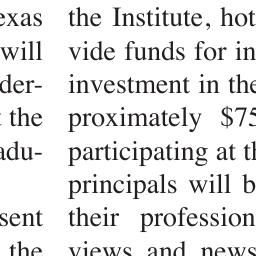 exas
will
der-
the
adu-
sent
the
the Institute, hot
vide funds for in
investment in the
proximately $75
participating at th
principals will b
their profession
views and news